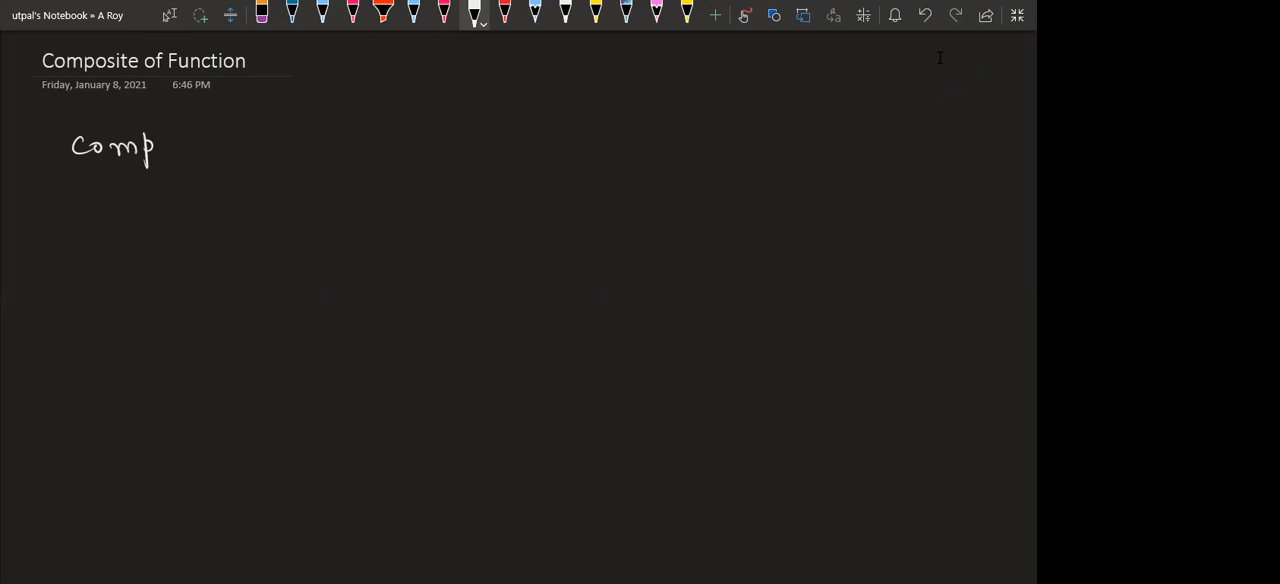 utpal's Notebook » A Roy
Composite of Function
Friday, January 8, 2021 6:46 PM
Comp